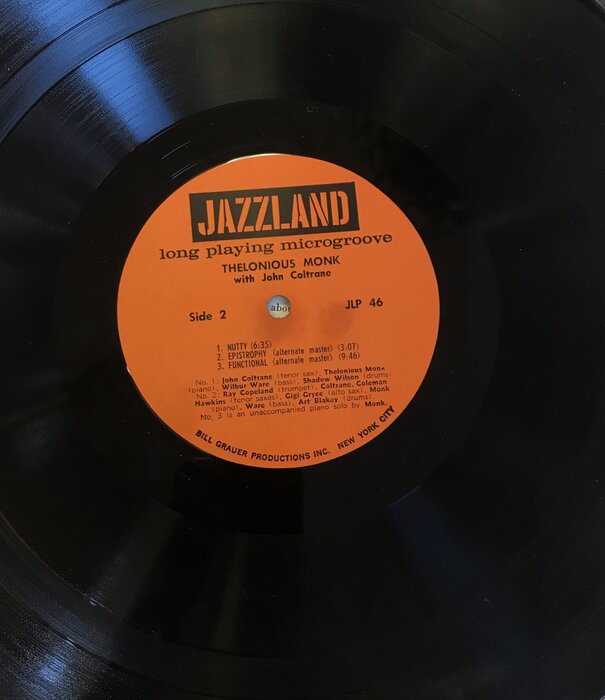 JAZZLAND
long playing microgroove
THELONIOUS MONK
with John Coltrane
Side 2
abor
JLP 46
1. NUTTY (6:35)
2. EPISTROPHY (alternate master) (3:07)
3. FUNCTIONAL (alternate master) (9:46)
No. 1: John Coltrane (tenor sax), Thelonious Monk
(piano), Wilbur Ware (bass), Shadow Wilson (drums)
No. 2: Ray Copeland (trumpet), Coltrane, Coleman
Hawkins (tenor saxes), Gigi Gryce (alto sax), Monk
(piano), Ware (bass), Art Blakey (drums).
No. 3 is an unaccompanied piano solo by Monk.
BILL GRAUER PRODUCTIONS INC. NEW YORK CITY